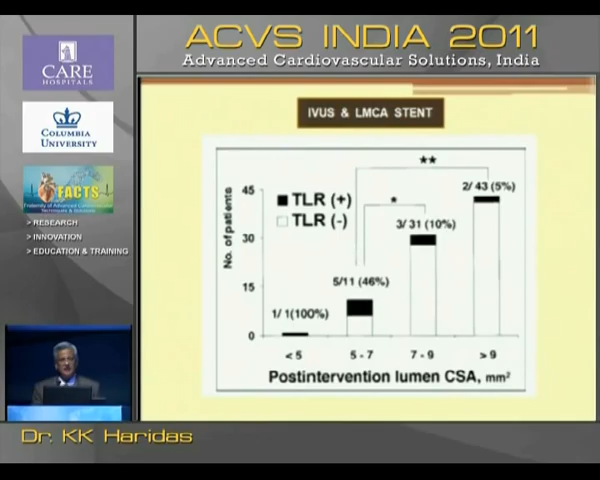 ACVS INDIA 2011
Advanced Cardiovascular Solutions, India
CARE
HOSPITALS
COLUMBIA
UNIVERSITY
FACTS
> RESEARCH
> INNOVATION
> EDUCATION & TRAINING
IVUS & LMCA STENT
No. of patients
45
30
15
0
TLR (+)
TLR (-)
**
*
1/ 1(100%)
5/11 (46%)
3/ 31 (10%)
2/ 43 (5%)
< 5
5 - 7
7 - 9
> 9
Postintervention lumen CSA, mm²
Dr. KK Haridas